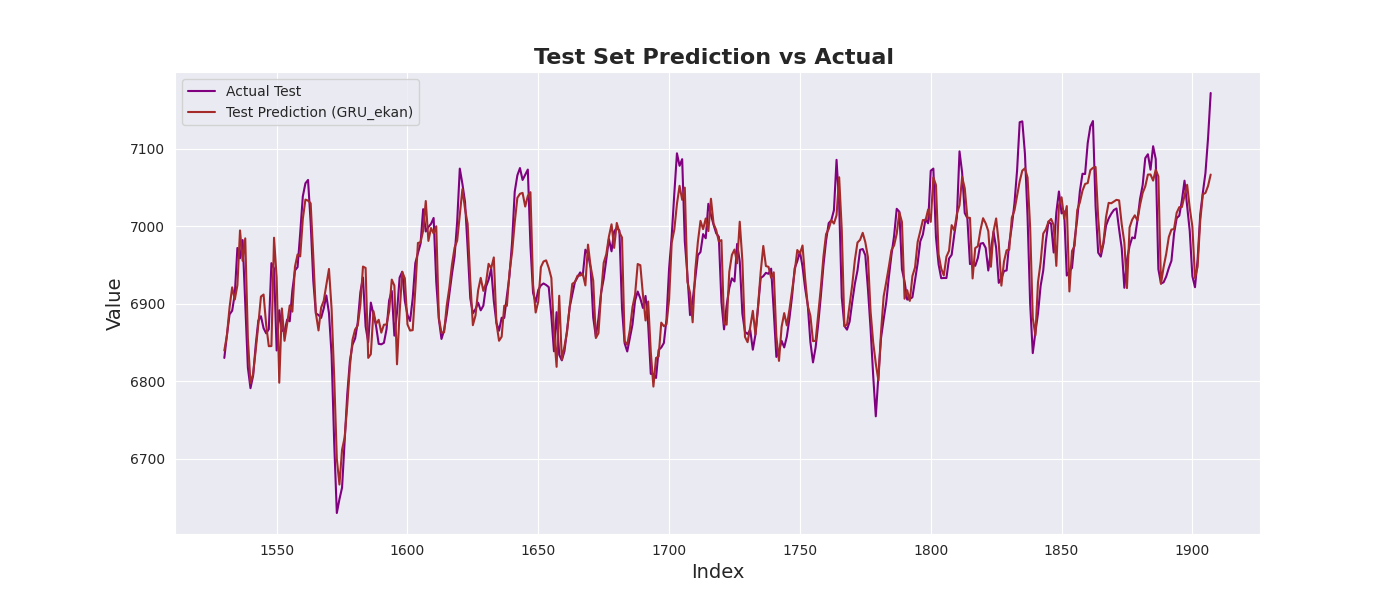 Test Set Prediction vs Actual
Actual Test
Test Prediction (GRU_ekan)
Value
7100
7000
6900
6800
6700
1550 1600 1650 1700 1750 1800 1850 1900
Index